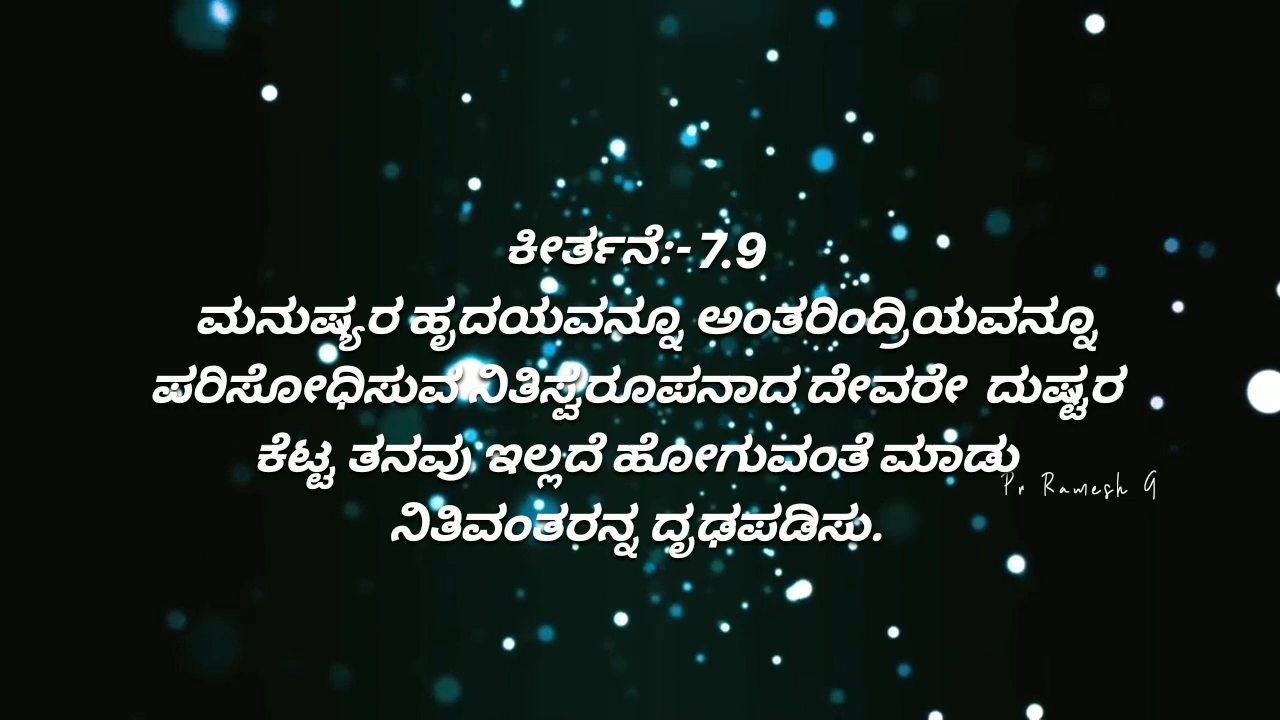 ಕೀರ್ತನೆ:- 7.9
ಮನುಷ್ಯರ ಹೃದಯವನ್ನೂ ಅಂತರಿಂದ್ರಿಯವನ್ನೂ
ಪರಿಸೋಧಿಸುವ ನಿತಿಸ್ವೆರೂಪನಾದ ದೇವರೇ ದುಷ್ಟರ
ಕೆಟ್ಟ ತನವು ಇಲ್ಲದೆ ಹೋಗುವಂತೆ ಮಾಡು
Pr Ramesh G
ನಿತಿವಂತರನ್ನ ದೃಢಪಡಿಸು.